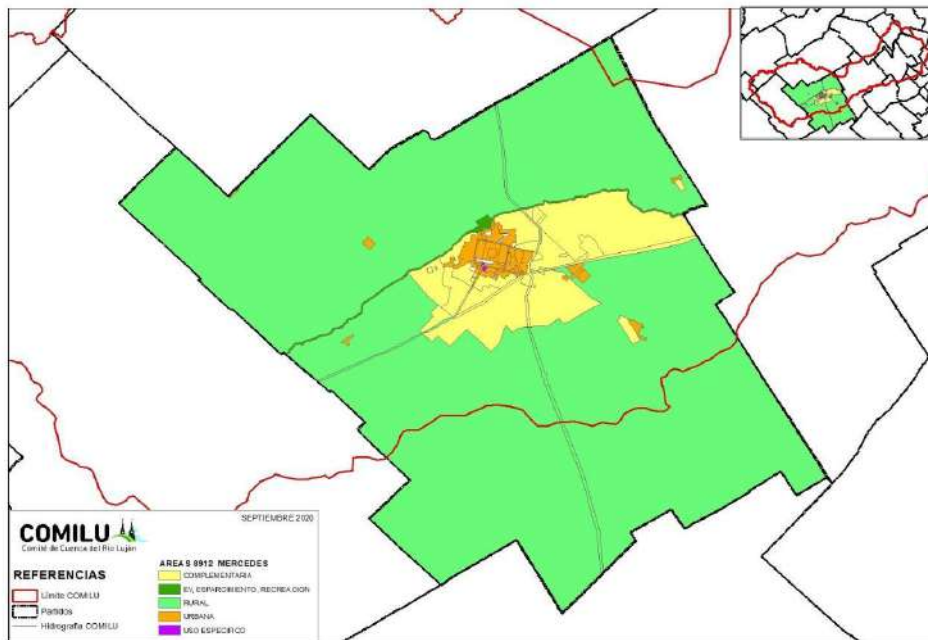 SEPTIEMBRE 2020
COMILU
Comité de Cuenca del Río Luján
REFERENCIAS
Límite COMILU
Partidos
Hidrografía COMILU
AREAS 8912 MERCEDES
COMPLEMENTARIA
EV, ESPARCIMIENTO, RECREACION
RURAL
URBANA
USO ESPECIFICO